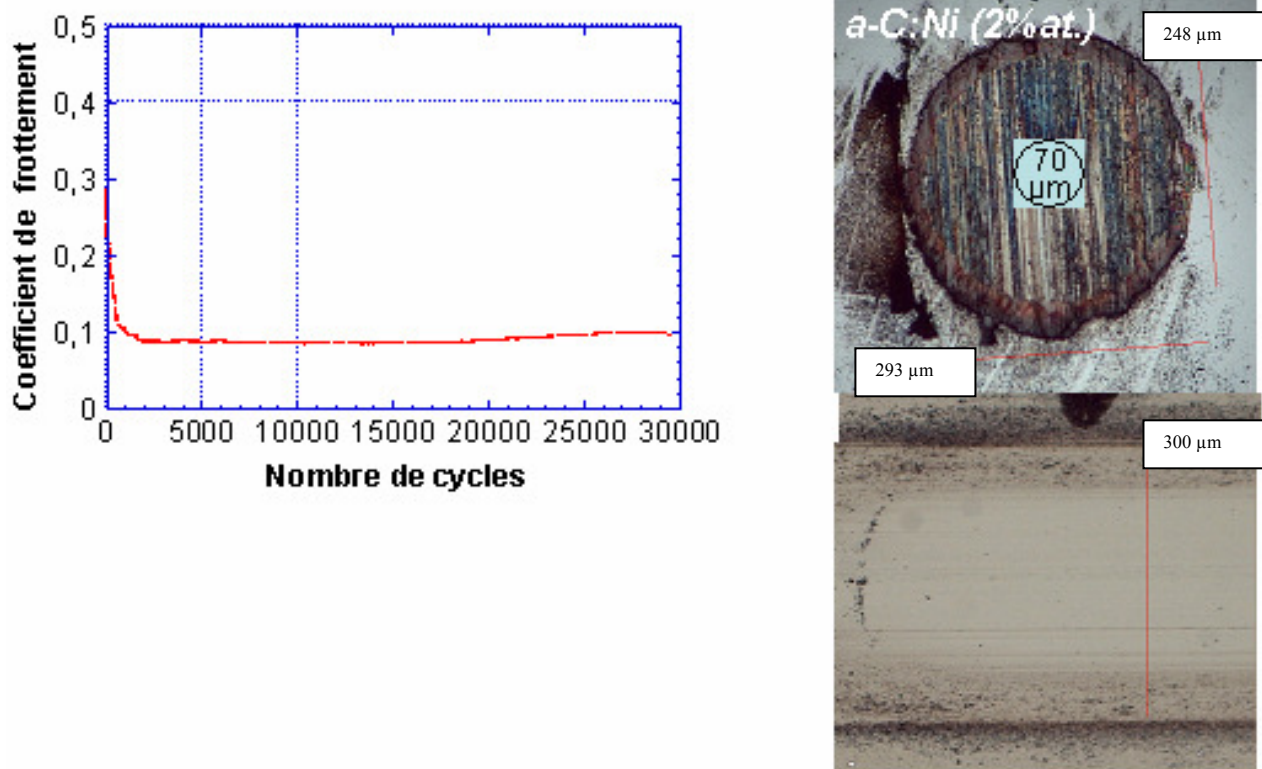 0,5
0,4
0,3
0,2
0,1
0
Coefficient de frottement
0 5000 10000 15000 20000 25000 30000
Nombre de cycles
a-C:Ni (2%at.)
248 µm
70
µm
293 µm
300 µm